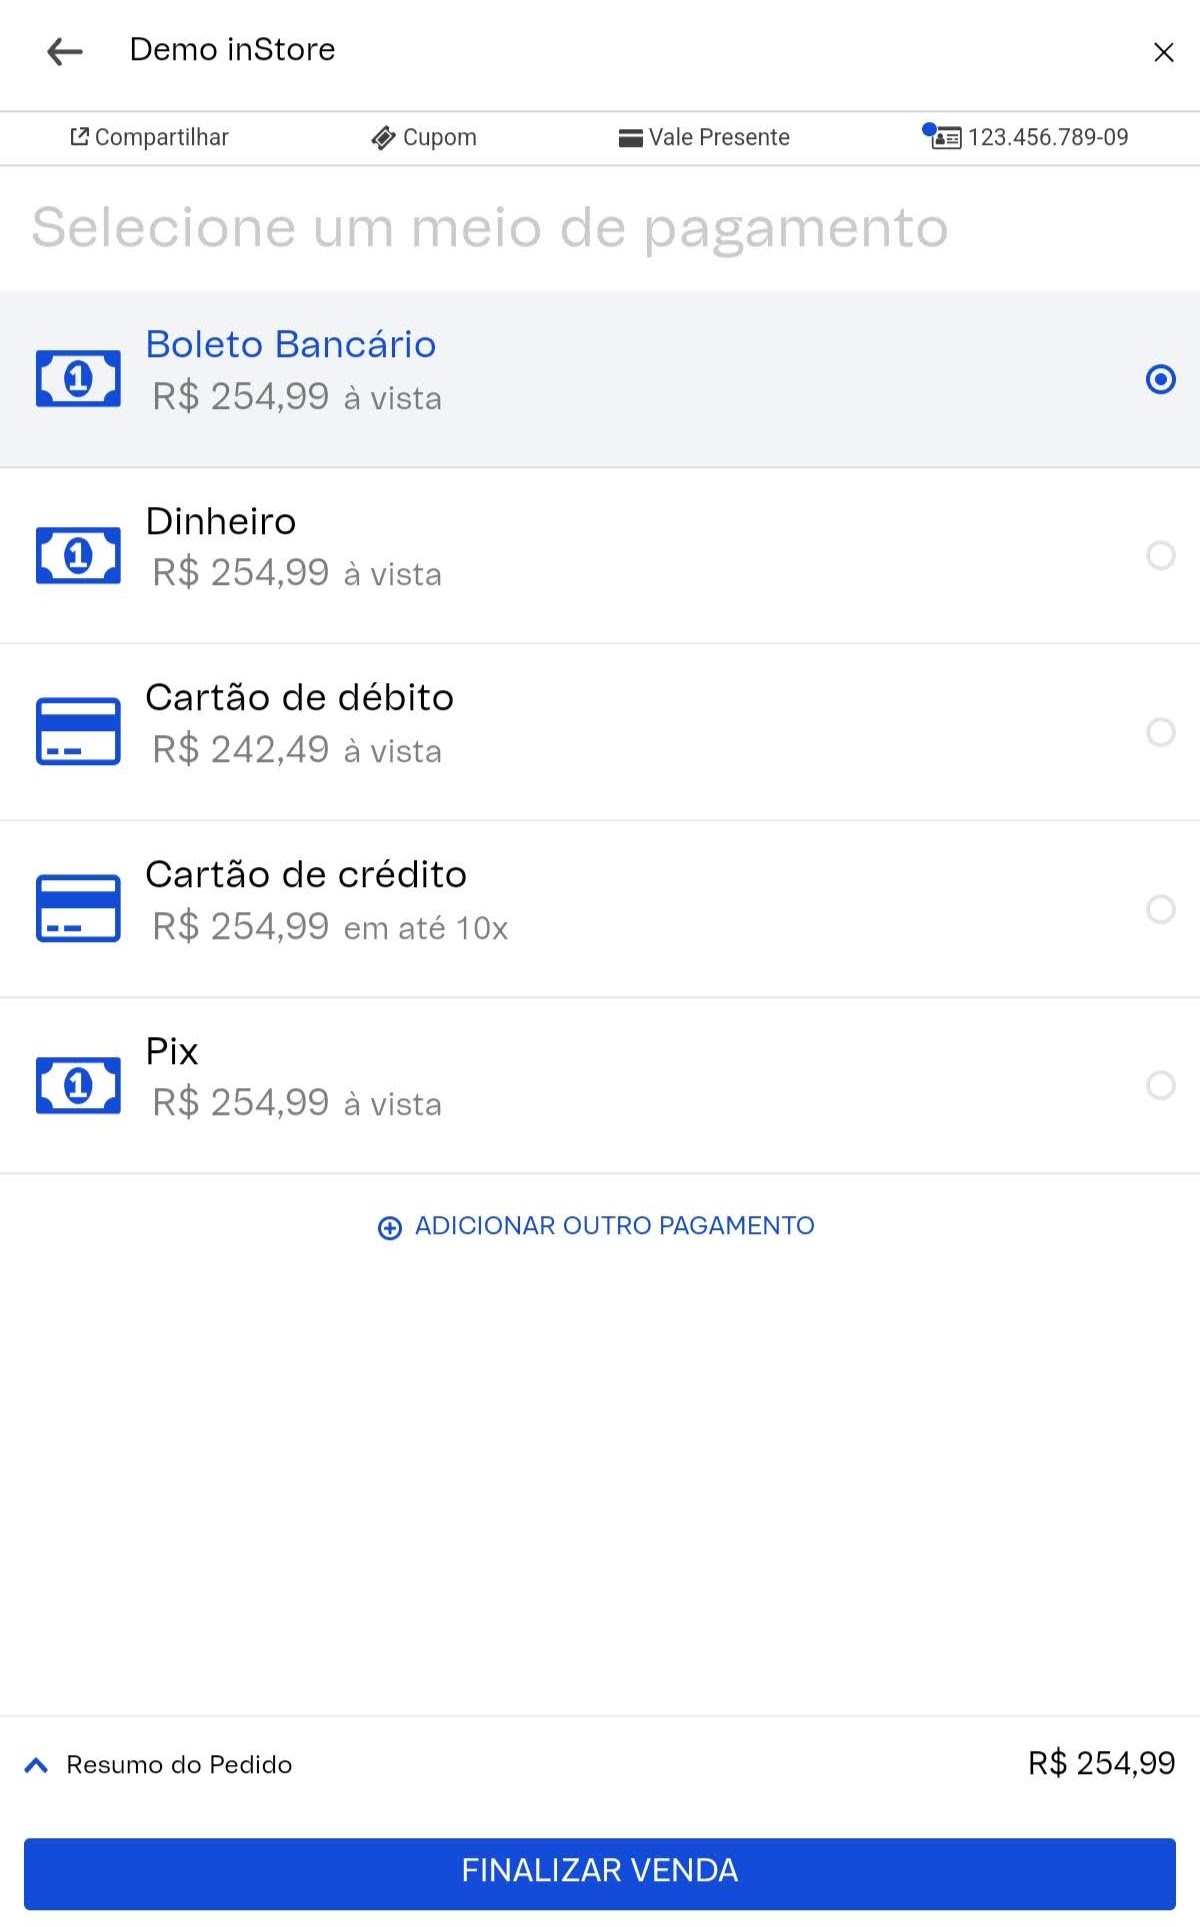 Demo inStore
Compartilhar Cupom Vale Presente 123.456.789-09
Selecione um meio de pagamento
Boleto Bancário
R$ 254,99 à vista
Dinheiro
R$ 254,99 à vista
Cartão de débito
R$ 242,49 à vista
Cartão de crédito
R$ 254,99 em até 10x
Pix
R$ 254,99 à vista
ADICIONAR OUTRO PAGAMENTO
Resumo do Pedido R$ 254,99
FINALIZAR VENDA